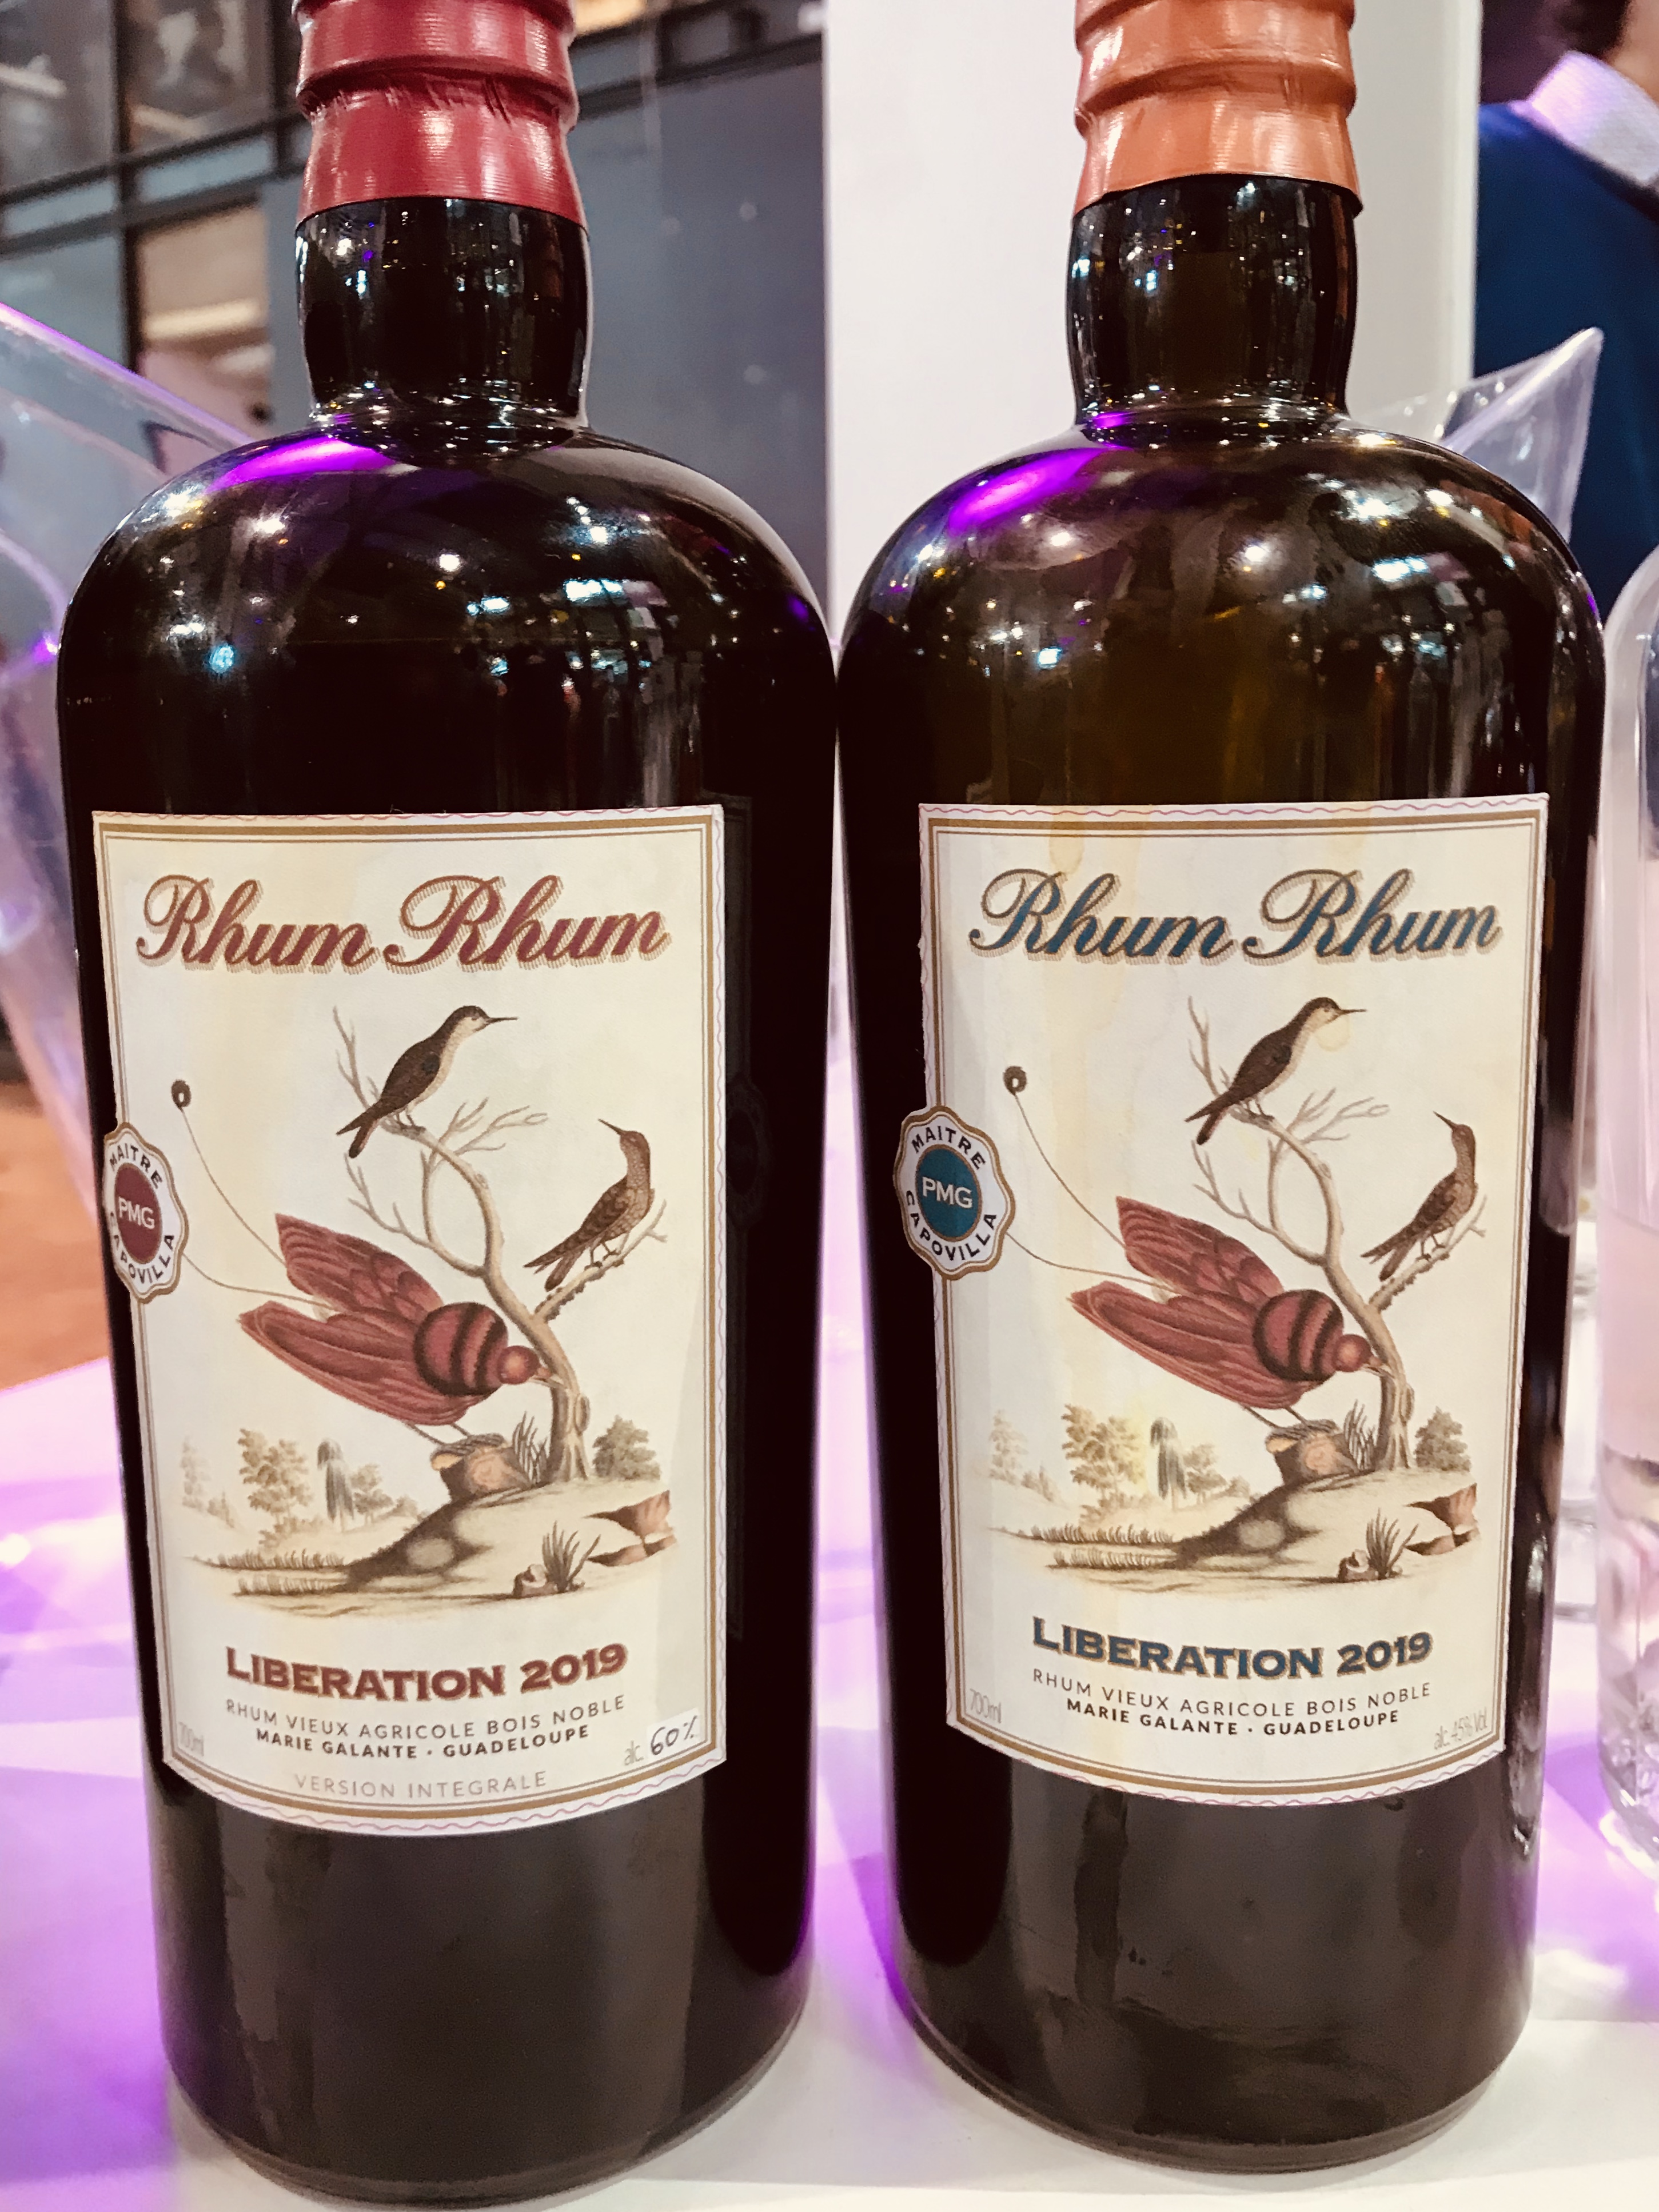 Rhum Rhum
MAITRE
PMG
CAPOVILLA
LIBERATION 2019
RHUM VIEUX AGRICOLE BOIS NOBLE
MARIE GALANTE · GUADELOUPE
700ml
alc. 60%
VERSION INTEGRALE
Rhum Rhum
MAITRE
PMG
CAPOVILLA
LIBERATION 2019
RHUM VIEUX AGRICOLE BOIS NOBLE
MARIE GALANTE · GUADELOUPE
700ml
alc. 45% Vol.